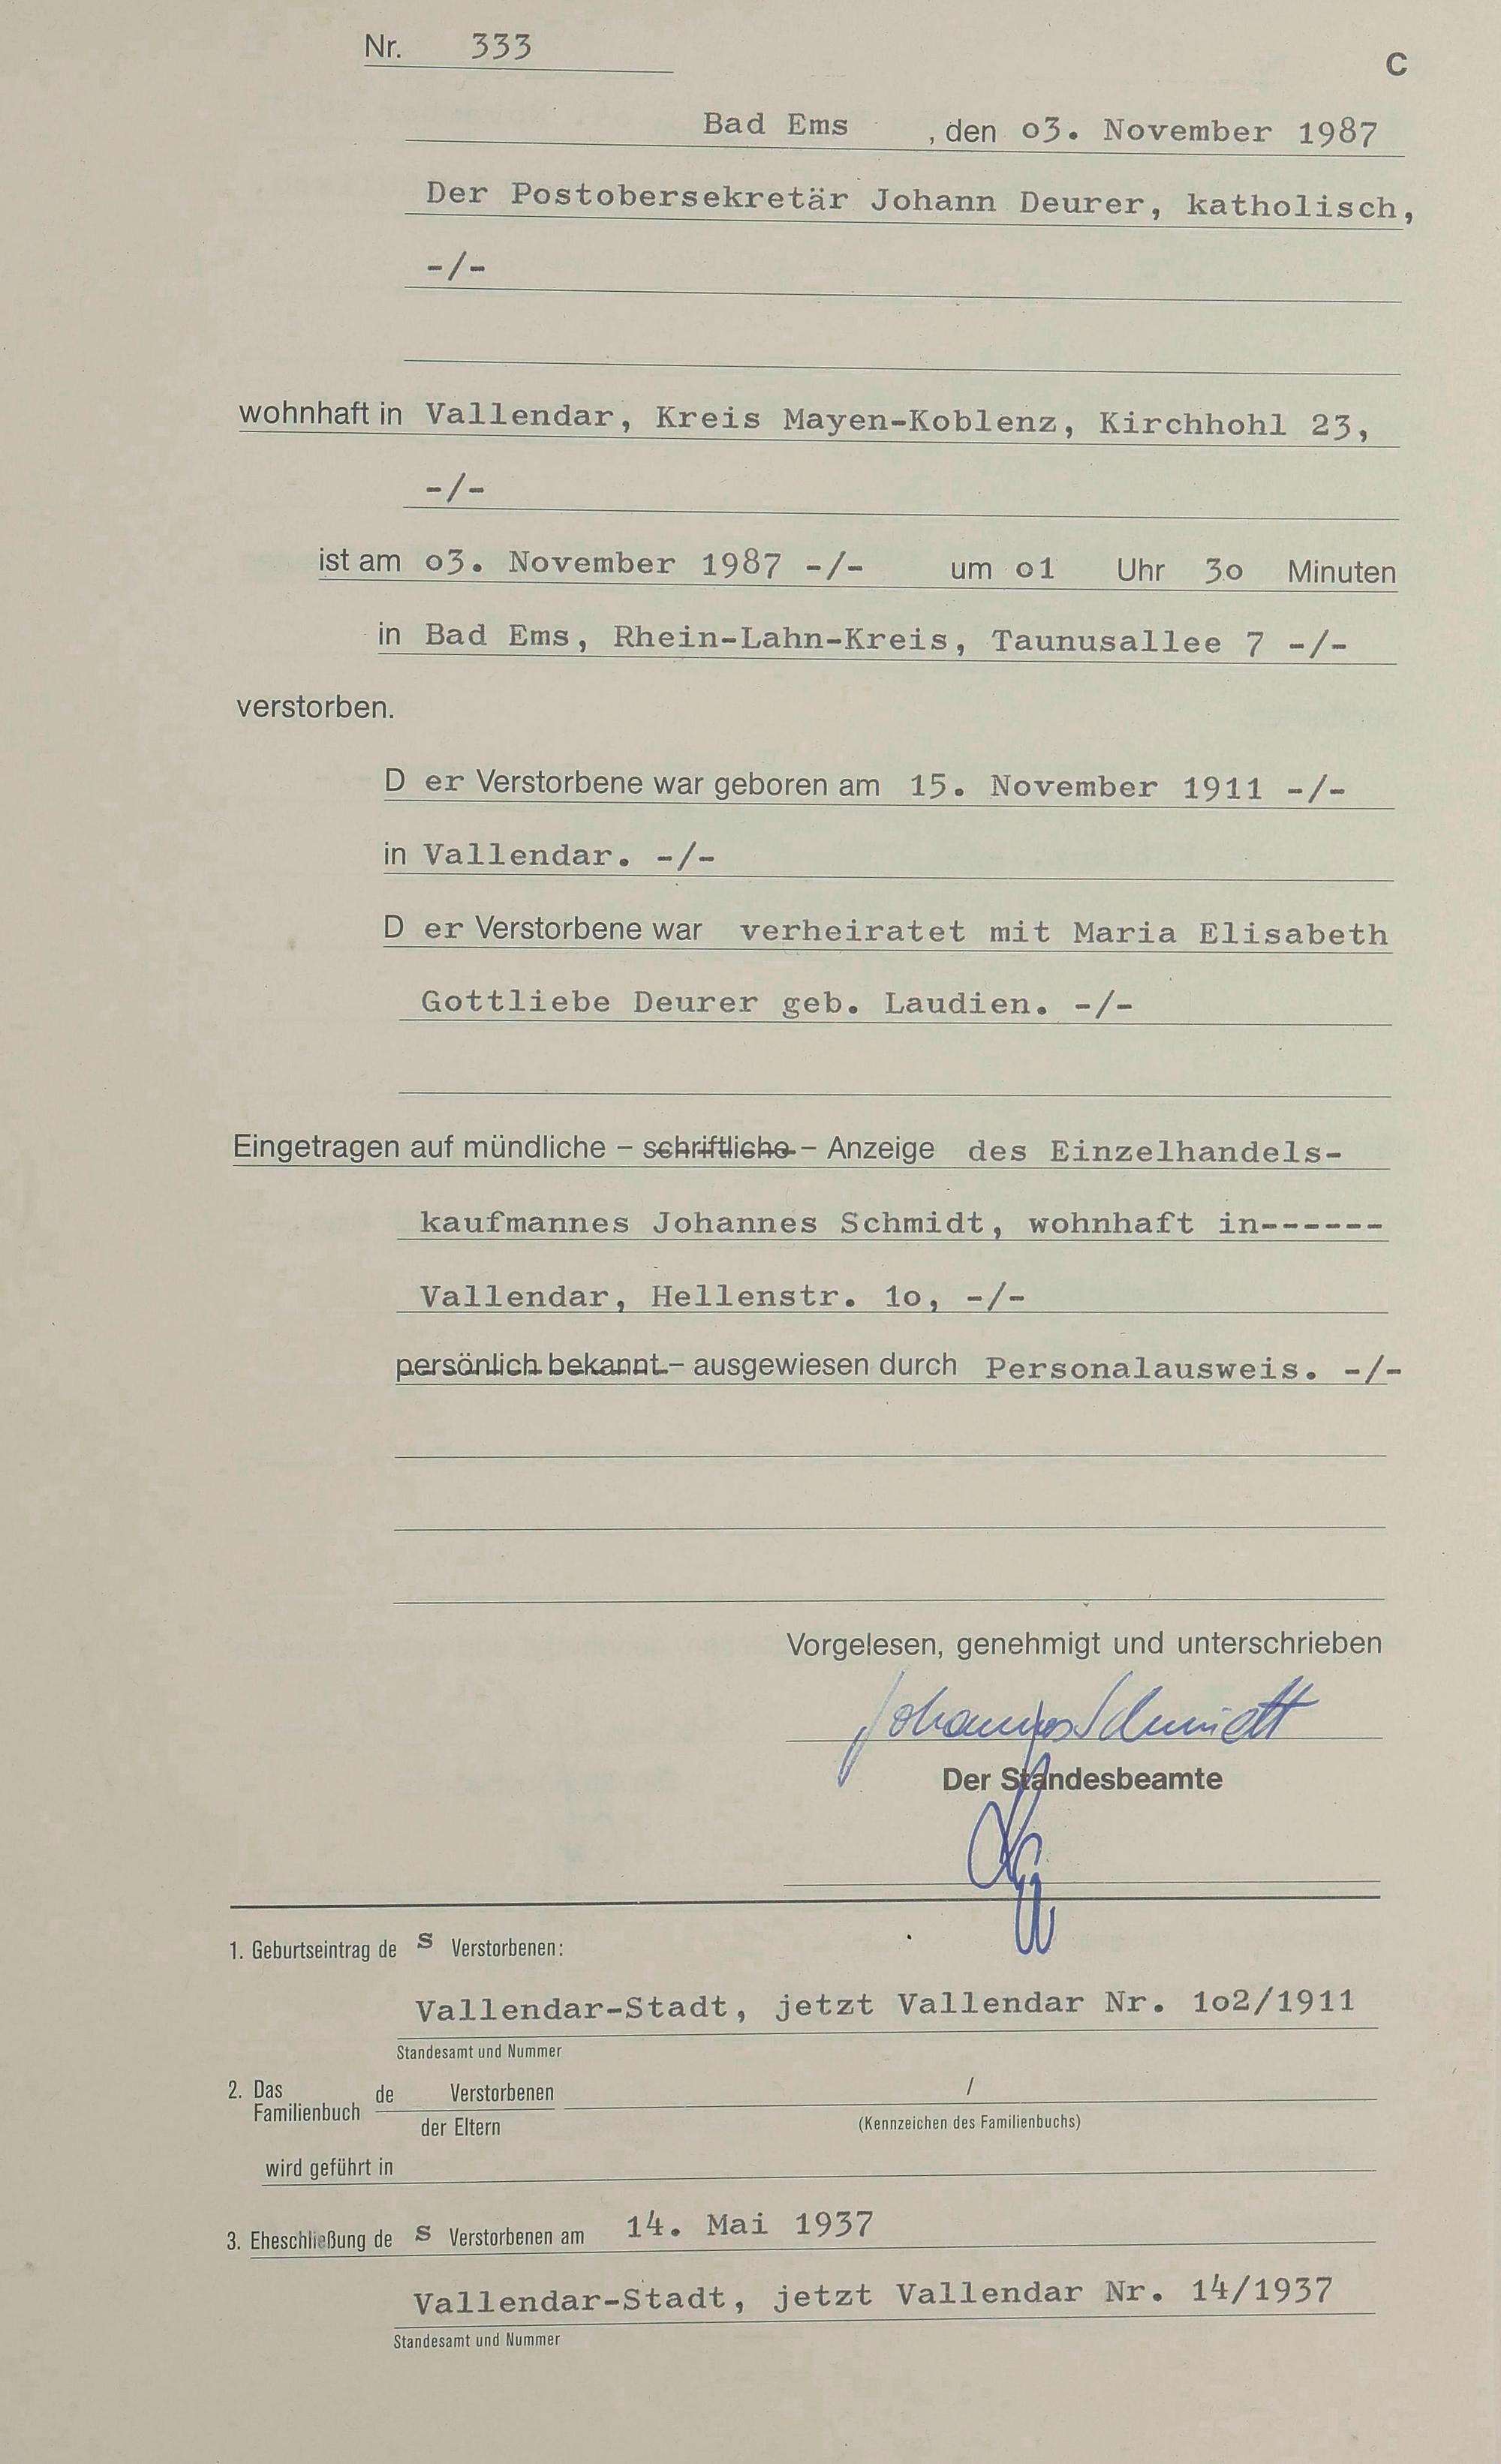 Nr. 333
C
Bad Ems , den o3. November 1987
Der Postobersekretär Johann Deurer, katholisch,
-/-
wohnhaft in Vallendar, Kreis Mayen-Koblenz, Kirchhohl 23,
-/-
ist am o3. November 1987 -/- um o1 Uhr 3o Minuten
in Bad Ems, Rhein-Lahn-Kreis, Taunusallee 7 -/-
verstorben.
D er Verstorbene war geboren am 15. November 1911 -/-
in Vallendar. -/-
D er Verstorbene war verheiratet mit Maria Elisabeth
Gottliebe Deurer geb. Laudien. -/-
Eingetragen auf mündliche – schriftliche – Anzeige des Einzelhandels-
kaufmannes Johannes Schmidt, wohnhaft in------
Vallendar, Hellenstr. 1o, -/-
persönlich bekannt – ausgewiesen durch Personalausweis. -/-
Vorgelesen, genehmigt und unterschrieben
Johannes Schmidt
Der Standesbeamte
1. Geburtseintrag de s Verstorbenen:
Vallendar-Stadt, jetzt Vallendar Nr. 1o2/1911
Standesamt und Nummer
2. Das Familienbuch de Verstorbenen /
der Eltern (Kennzeichen des Familienbuchs)
wird geführt in
3. Eheschließung de s Verstorbenen am 14. Mai 1937
Vallendar-Stadt, jetzt Vallendar Nr. 14/1937
Standesamt und Nummer